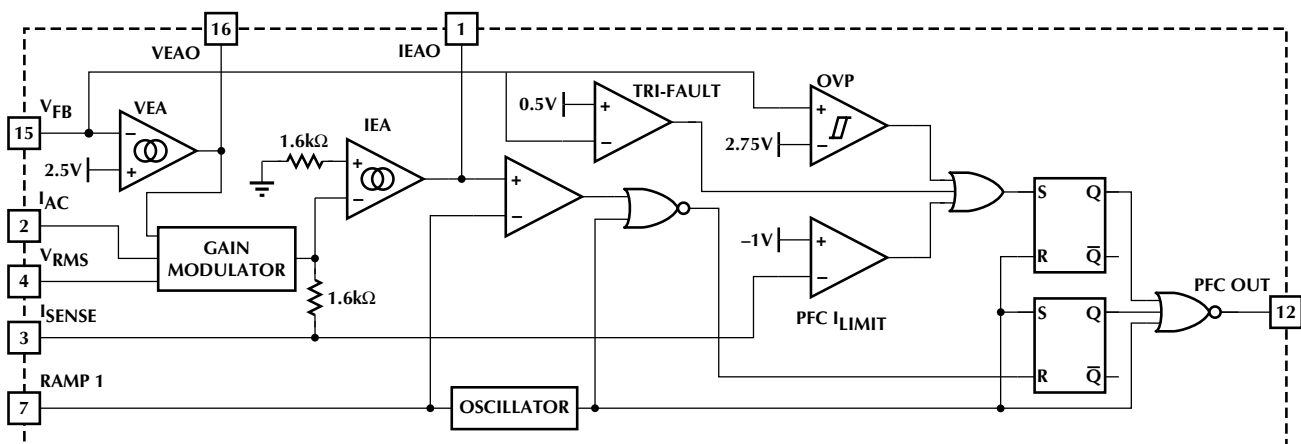 16
1
VEAO
IEAO
VFB
VEA
0.5V
TRI-FAULT
OVP
15
2.5V
1.6kΩ
IEA
2.75V
IAC
2
GAIN
MODULATOR
VRMS
4
–1V
S
Q
R
Q̅
1.6kΩ
PFC OUT
ISENSE
3
PFC ILIMIT
S
Q
12
RAMP 1
7
OSCILLATOR
R
Q̅
+
−
+
−
+
−
+
−
+
−
+
−